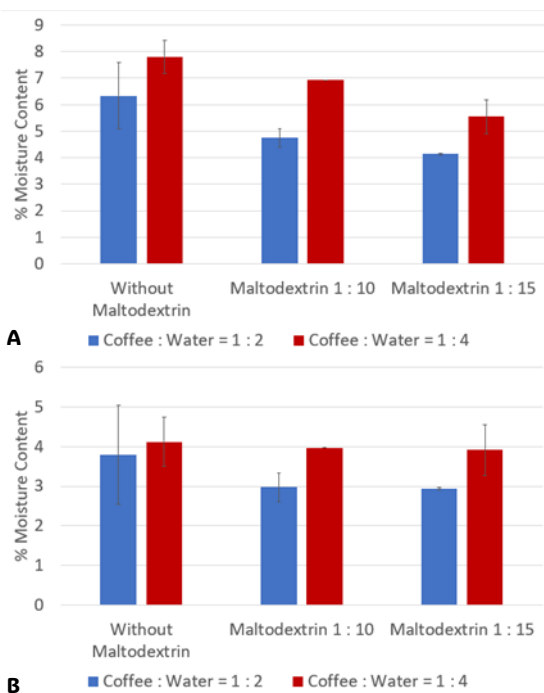 9
8
7
6
5
4
3
2
1
0
% Moisture Content
Without Maltodextrin
Maltodextrin 1 : 10
Maltodextrin 1 : 15
A
Coffee : Water = 1 : 2
Coffee : Water = 1 : 4
6
5
4
3
2
1
0
% Moisture Content
Without Maltodextrin
Maltodextrin 1 : 10
Maltodextrin 1 : 15
B
Coffee : Water = 1 : 2
Coffee : Water = 1 : 4